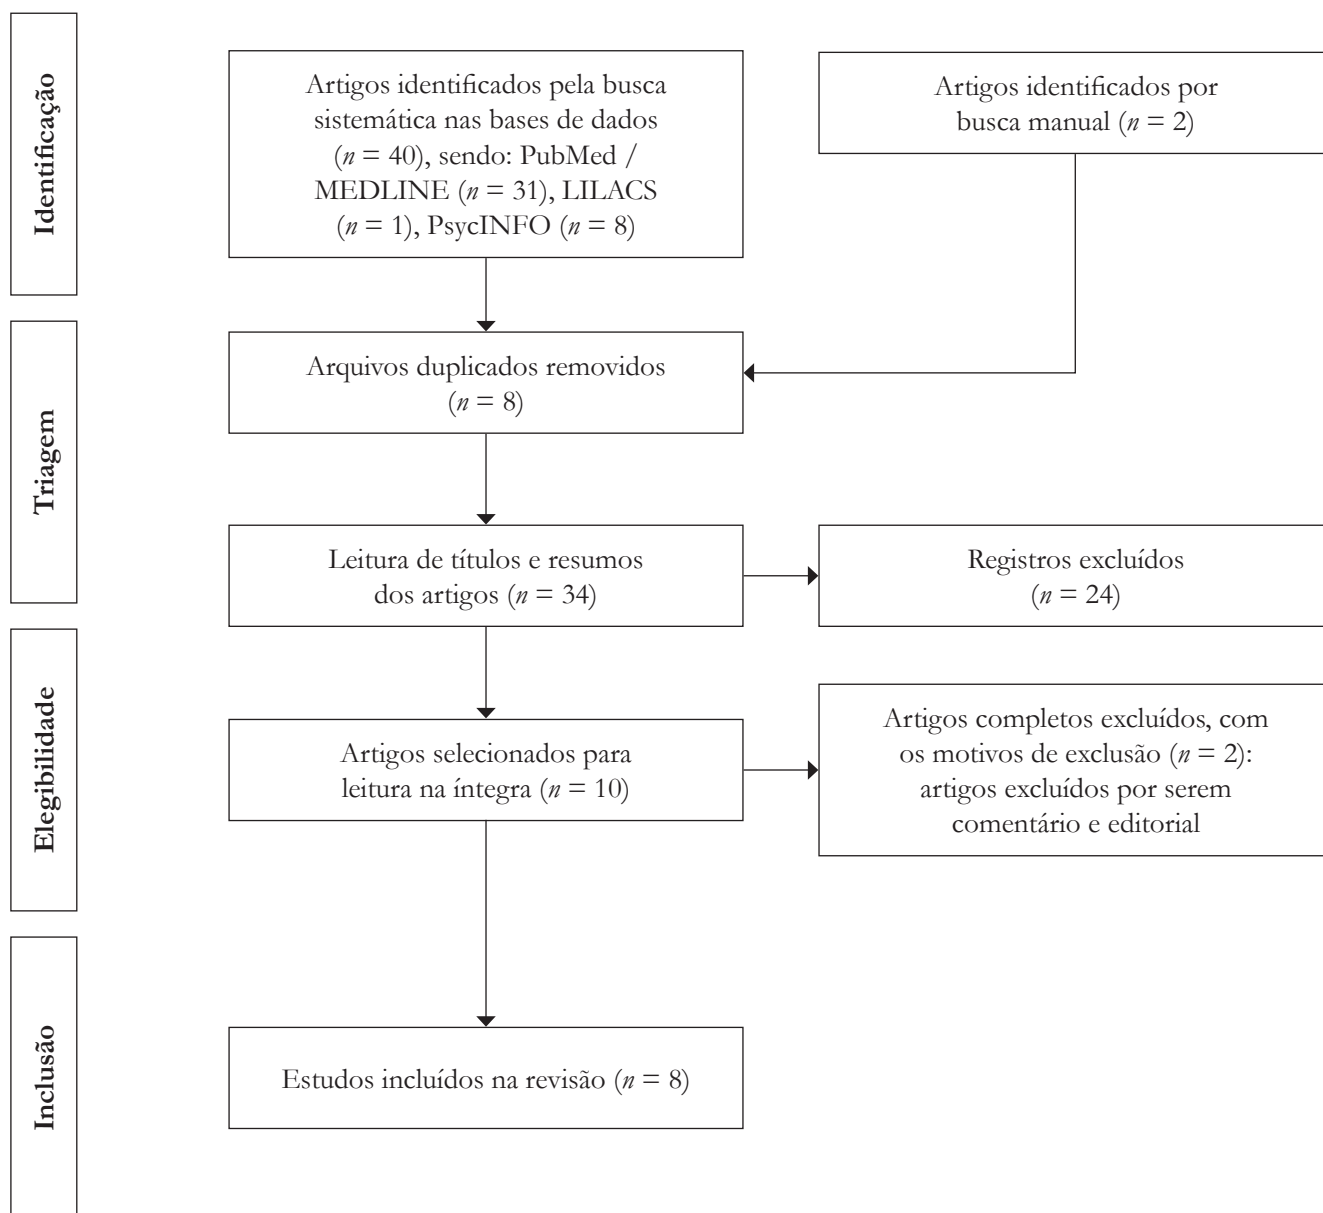 Identificação
Artigos identificados pela busca
sistemática nas bases de dados
(n = 40), sendo: PubMed /
MEDLINE (n = 31), LILACS
(n = 1), PsycINFO (n = 8)
Artigos identificados por
busca manual (n = 2)
Triagem
Arquivos duplicados removidos
(n = 8)
Leitura de títulos e resumos
dos artigos (n = 34)
Registros excluídos
(n = 24)
Elegibilidade
Artigos selecionados para
leitura na íntegra (n = 10)
Artigos completos excluídos, com
os motivos de exclusão (n = 2):
artigos excluídos por serem
comentário e editorial
Inclusão
Estudos incluídos na revisão (n = 8)